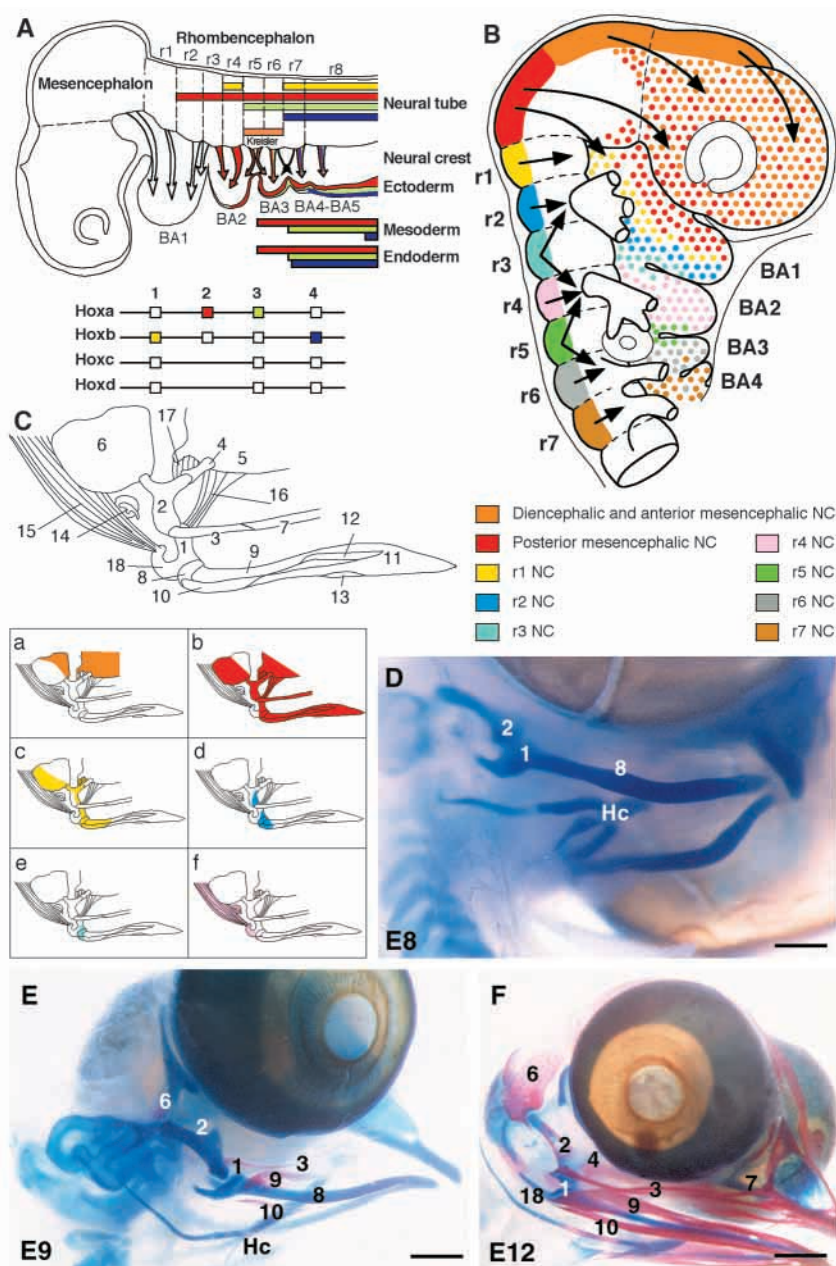 A
Rhombencephalon
r1 r2 r3 r4 r5 r6 r7 r8
Mesencephalon
Neural tube
Kreisler
Neural crest
Ectoderm
BA1 BA2 BA3 BA4-BA5
Mesoderm
Endoderm
1 2 3 4
Hoxa
Hoxb
Hoxc
Hoxd
B
r1
r2
r3
r4
r5
r6
r7
BA1
BA2
BA3
BA4
C
17
4
5
6
2
16
15
14
3
7
12
1
9
11
18
8
10
13
Diencephalic and anterior mesencephalic NC
Posterior mesencephalic NC
r4 NC
r1 NC
r5 NC
r2 NC
r6 NC
r3 NC
r7 NC
a
b
c
d
e
f
D
2
1
8
Hc
E8
E
6
2
1
3
9
8
10
Hc
E9
F
6
2
4
3
7
18
1
9
10
E12